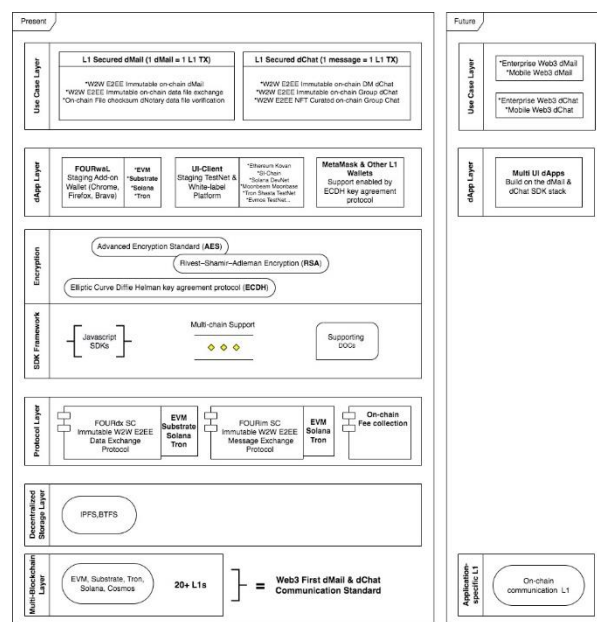 Present
Future
Use Case Layer
L1 Secured dMail (1 dMail = 1 L1 TX)
*W2W E2EE Immutable on-chain dMail
*W2W E2EE Immutable on-chain data file exchange
*On-chain File checksum dNotary data file verification
L1 Secured dChat (1 message = 1 L1 TX)
*W2W E2EE Immutable on-chain DM dChat
*W2W E2EE Immutable on-chain Group dChat
*W2W E2EE NFT Curated on-chain Group Chat
Use Case Layer
*Enterprise Web3 dMail
*Mobile Web3 dMail
*Enterprise Web3 dChat
*Mobile Web3 dChat
dApp Layer
FOURwaL
Staging Add-on
Wallet (Chrome,
Firefox, Brave)
*EVM
*Substrate
*Solana
*Tron
UI-Client
Staging TestNet &
White-label
Platform
*Ethereium Kovan
*Solana DevNet
*Moonbeam Moonbase
*Tron Shasta TestNet
*Evmos TestNet...
MetaMask & Other L1
Wallets
Support enabled by
ECDH key agreement
protocol
dApp Layer
Multi Ui dApps
Build on the dMail &
dChat SDK stack
Encryption
Advanced Encryption Standard (AES)
Rivest–Shamir–Adleman Encryption (RSA)
Elliptic Curve Diffie Helman key agreement protocol (ECDH)
SDK Framework
Javascript
SDKs
Multi-chain Support
Supporting
DOCs
Protocol Layer
FOURdx SC
Immutable W2W E2EE
Data Exchange
Protocol
EVM
Substrate
Solana
Tron
FOURim SC
Immutable W2W E2EE
Message Exchange
Protocol
EVM
Solana
Tron
On-chain
Fee collection
Decentralized
Storage Layer
IPFS,BTFS
Multi-Blockchain
Layer
EVM, Substrate, Tron,
Solana, Cosmos
20+ L1s
=
Web3 First dMail & dChat
Communication Standard
Application-
specific L1
On-chain
communication L1